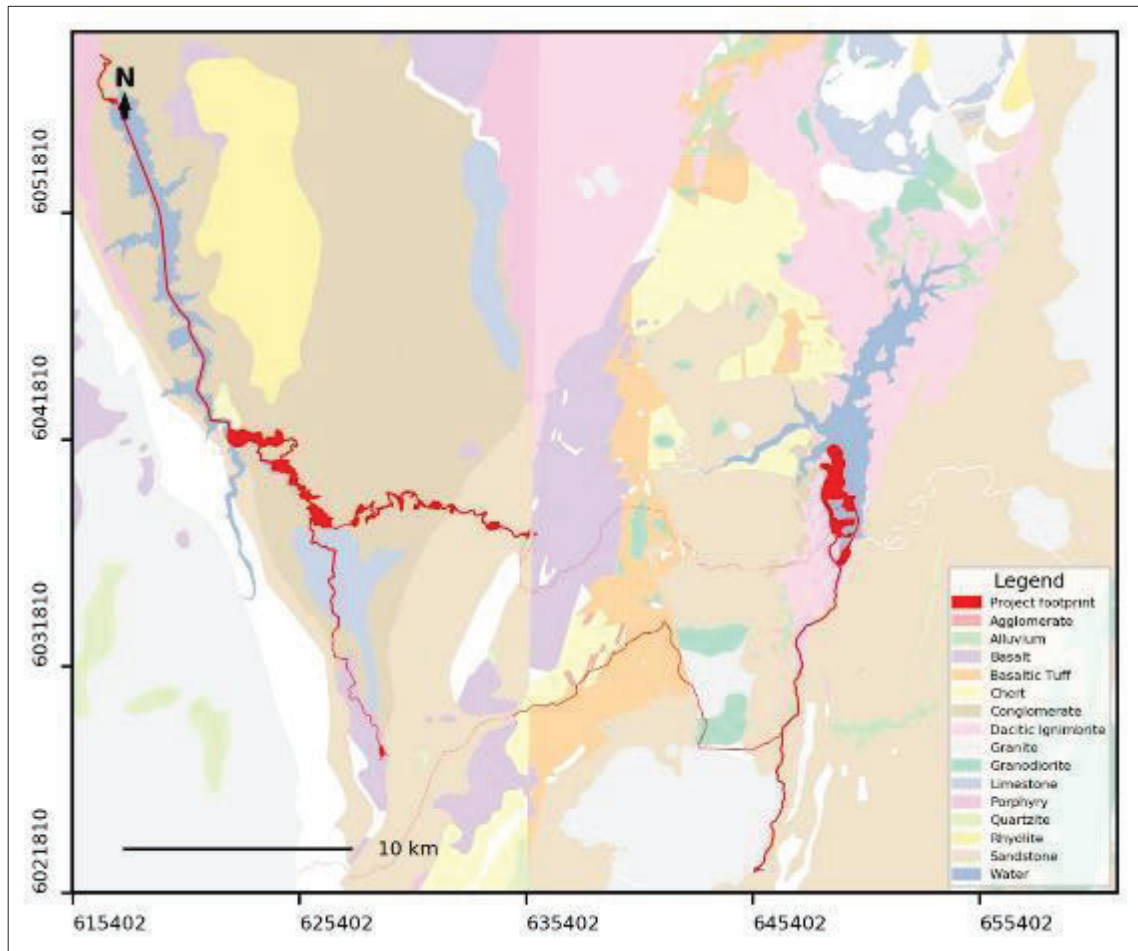 N
6051810
6041810
6031810
6021810
10 km
615402
625402
635402
645402
655402
Legend
Project footprint
Agglomerate
Alluvium
Basalt
Basaltic Tuff
Chert
Conglomerate
Dacitic Ignimbrite
Granite
Granodiorite
Limestone
Porphyry
Quartzite
Rhyolite
Sandstone
Water